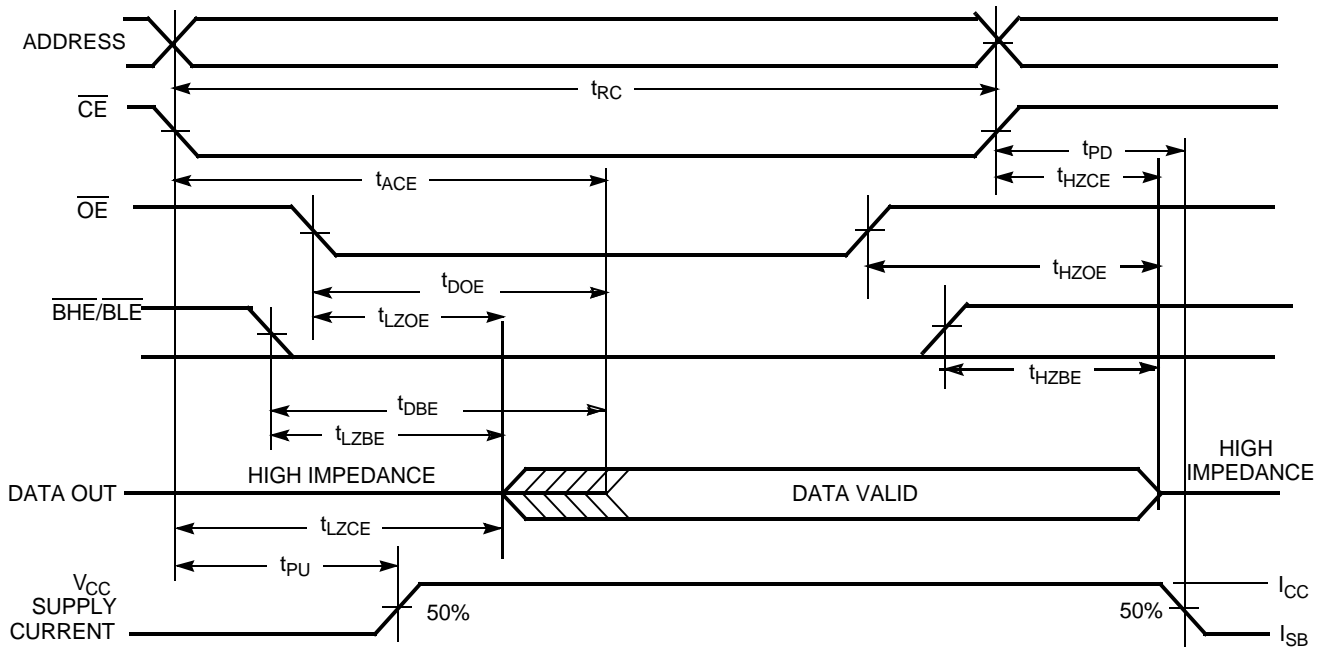 ADDRESS
tRC
CE
tPD
tHZCE
tACE
OE
tHZOE
tDOE
BHE/BLE
tLZOE
tHZBE
tDBE
tLZBE
HIGH IMPEDANCE
HIGH
IMPEDANCE
DATA OUT
DATA VALID
tLZCE
tPU
VCC
SUPPLY
CURRENT
50%
50%
ICC
ISB